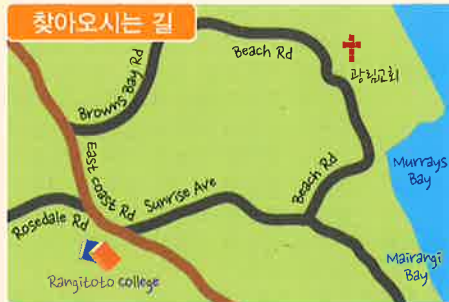 찾아오시는 길
Beach Rd
광림교회
Browns Bay Rd
East coast Rd
Murrays
Bay
Beach Rd
Sunrise Ave
Rosedale Rd
Mairangi
Bay
Rangitoto college